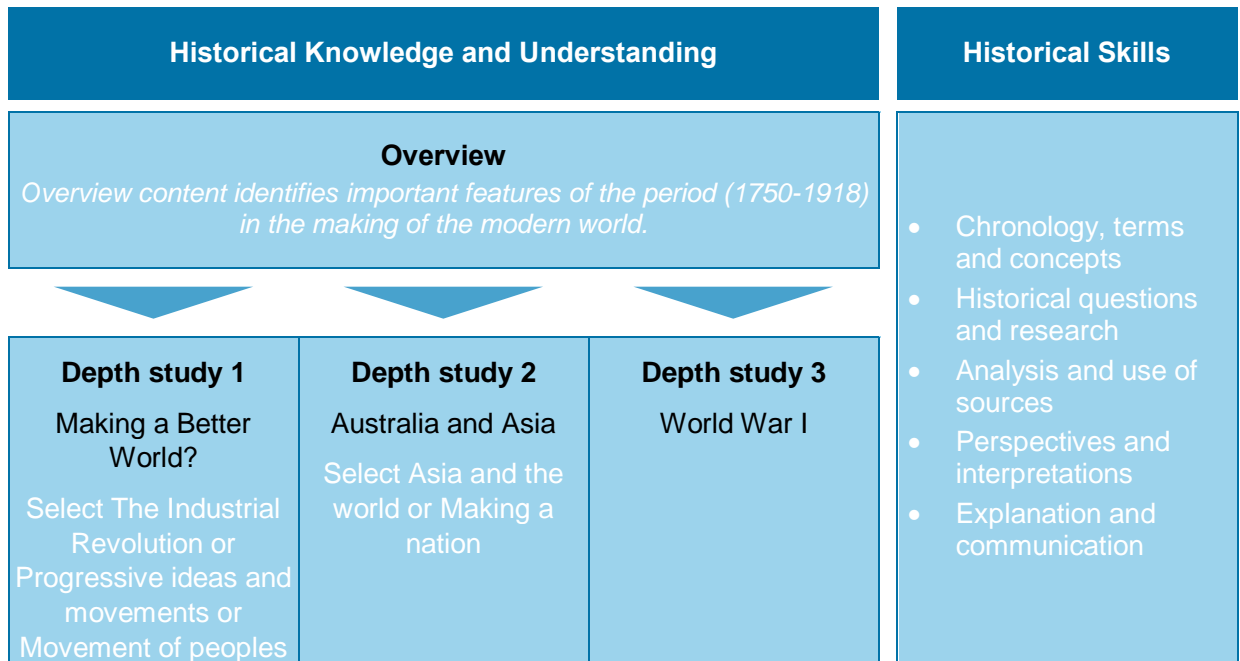 Historical Knowledge and Understanding
Historical Skills
Overview
Overview content identifies important features of the period (1750-1918)
in the making of the modern world.
Depth study 1
Making a Better
World?
Select The Industrial
Revolution or
Progressive ideas and
movements or
Movement of peoples
Depth study 2
Australia and Asia
Select Asia and the
world or Making a
nation
Depth study 3
World War I
• Chronology, terms
and concepts
• Historical questions
and research
• Analysis and use of
sources
• Perspectives and
interpretations
• Explanation and
communication